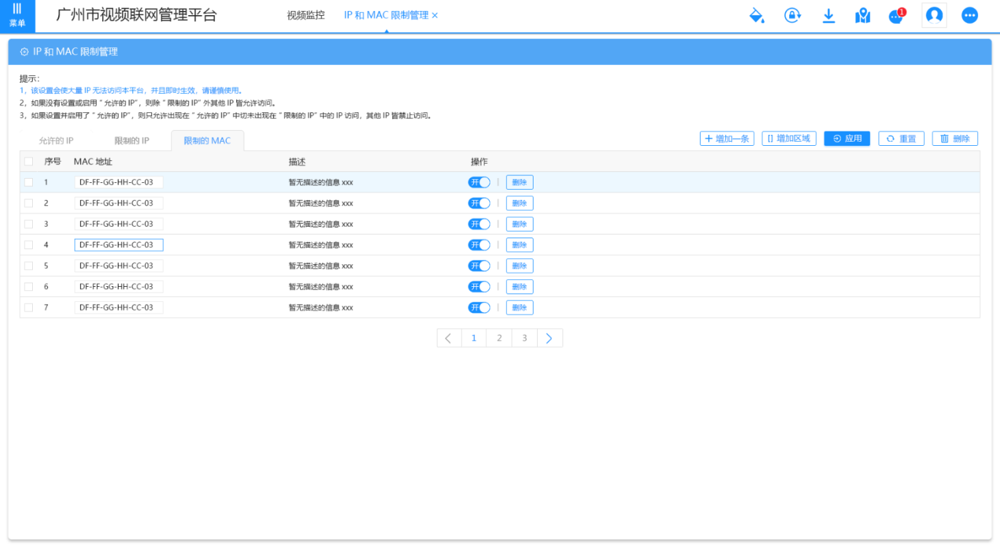 菜单
广州市视频联网管理平台
视频监控 IP 和 MAC 限制管理 ×
1
IP 和 MAC 限制管理
提示：
1，该设置会使大量 IP 无法访问本平台，并且即时生效，请谨慎使用。
2，如果没有设置或启用 “ 允许的 IP”，则除 “ 限制的 IP” 外其他 IP 皆允许访问。
3，如果设置并启用了 “ 允许的 IP”，则只允许出现在 “ 允许的 IP” 中切未出现在 “ 限制的 IP” 中的 IP 访问，其他 IP 皆禁止访问。
允许的 IP 限制的 IP 限制的 MAC 增加一条 增加区域 应用 重置 删除
序号 MAC 地址 描述 操作
1 DF-FF-GG-HH-CC-03 暂无描述的信息 xxx 开 删除
2 DF-FF-GG-HH-CC-03 暂无描述的信息 xxx 开 删除
3 DF-FF-GG-HH-CC-03 暂无描述的信息 xxx 开 删除
4 DF-FF-GG-HH-CC-03 暂无描述的信息 xxx 开 删除
5 DF-FF-GG-HH-CC-03 暂无描述的信息 xxx 开 删除
6 DF-FF-GG-HH-CC-03 暂无描述的信息 xxx 开 删除
7 DF-FF-GG-HH-CC-03 暂无描述的信息 xxx 开 删除
1 2 3